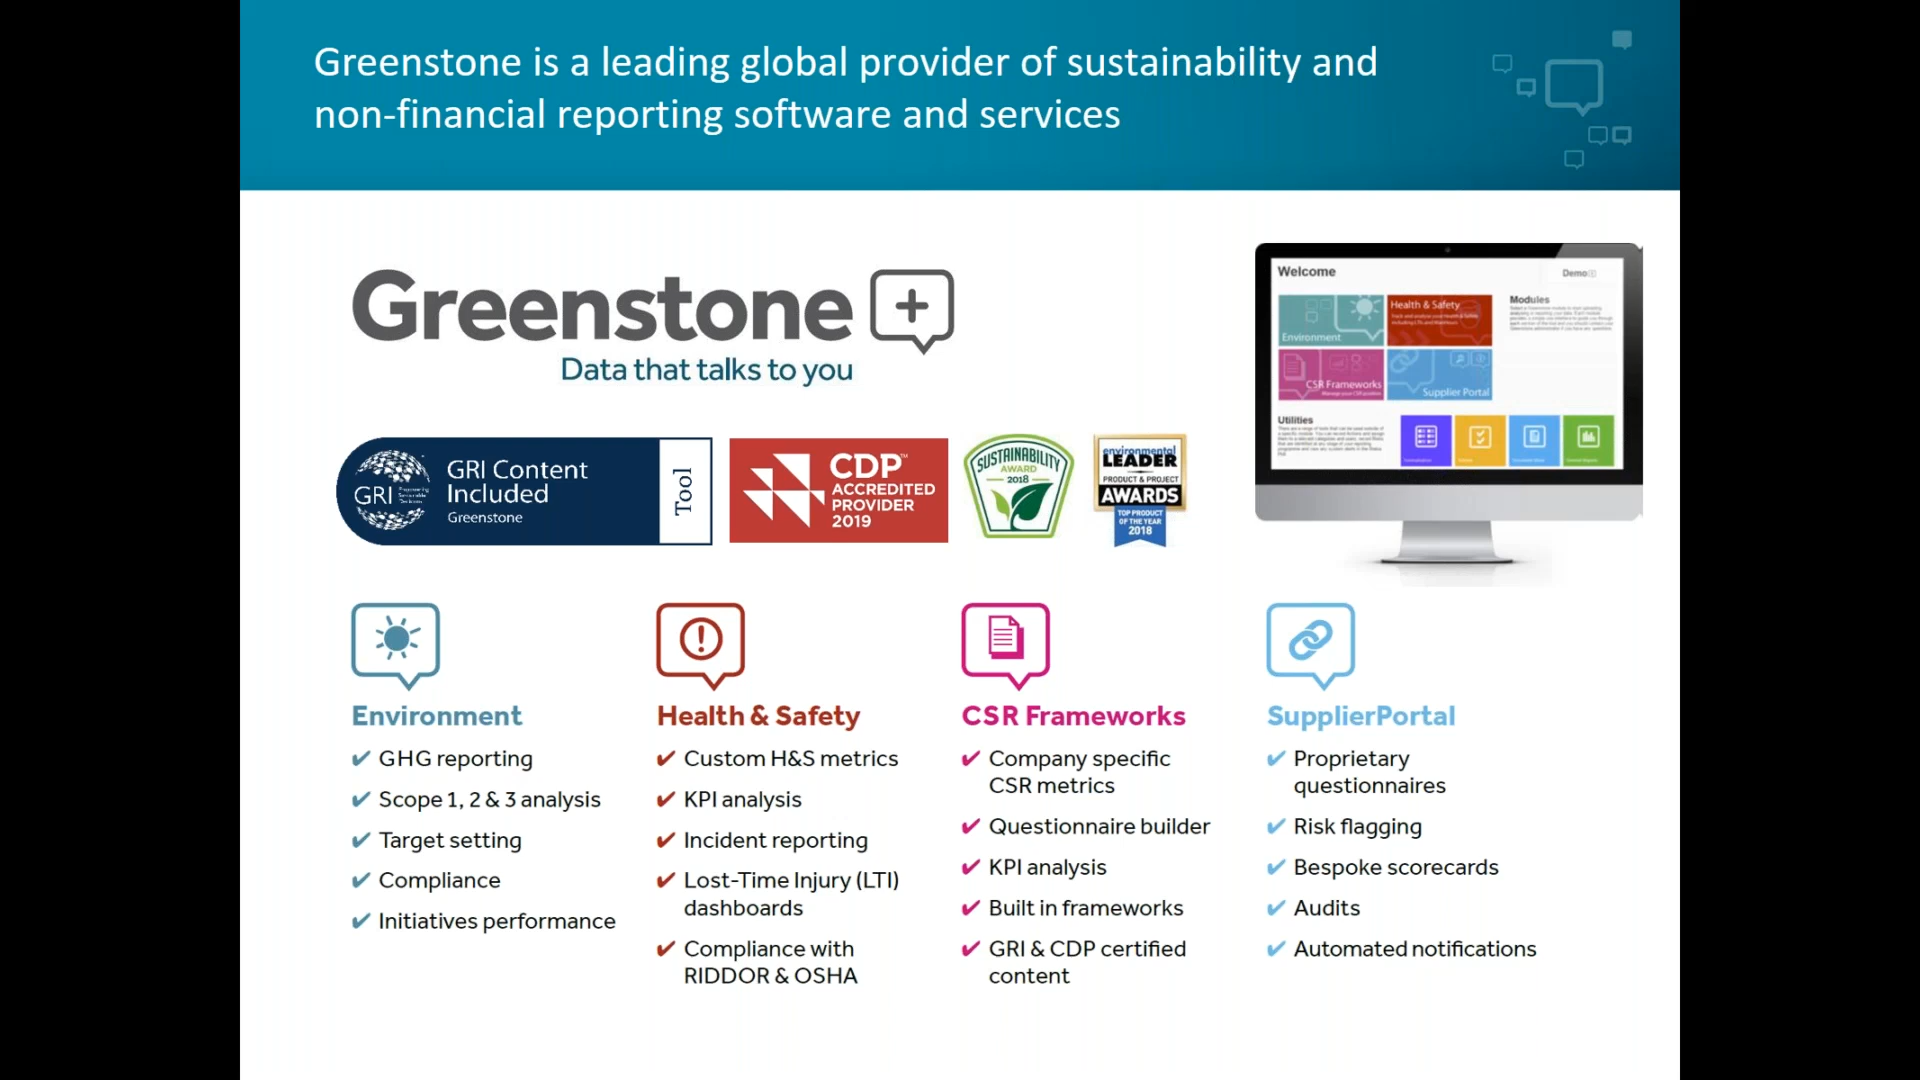 Greenstone is a leading global provider of sustainability and
non-financial reporting software and services
Greenstone
Data that talks to you
GRI
GRI Content
Included
Greenstone
Tool
CDP™
ACCREDITED
PROVIDER
2019
SUSTAINABILITY
AWARD
2018
environmental
LEADER
PRODUCT & PROJECT
AWARDS
TOP PRODUCT
OF THE YEAR
2018
Welcome
Demo
Environment
Health & Safety
CSR Frameworks
Supplier Portal
Modules
Utilities
Environment
✔ GHG reporting
✔ Scope 1, 2 & 3 analysis
✔ Target setting
✔ Compliance
✔ Initiatives performance
Health & Safety
✔ Custom H&S metrics
✔ KPI analysis
✔ Incident reporting
✔ Lost-Time Injury (LTI)
dashboards
✔ Compliance with
RIDDOR & OSHA
CSR Frameworks
✔ Company specific
CSR metrics
✔ Questionnaire builder
✔ KPI analysis
✔ Built in frameworks
✔ GRI & CDP certified
content
SupplierPortal
✔ Proprietary
questionnaires
✔ Risk flagging
✔ Bespoke scorecards
✔ Audits
✔ Automated notifications